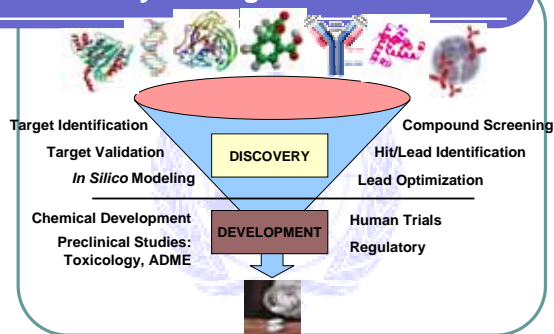 Target Identification
Target Validation
In Silico Modeling
DISCOVERY
Compound Screening
Hit/Lead Identification
Lead Optimization
Chemical Development
Preclinical Studies:
Toxicology, ADME
DEVELOPMENT
Human Trials
Regulatory